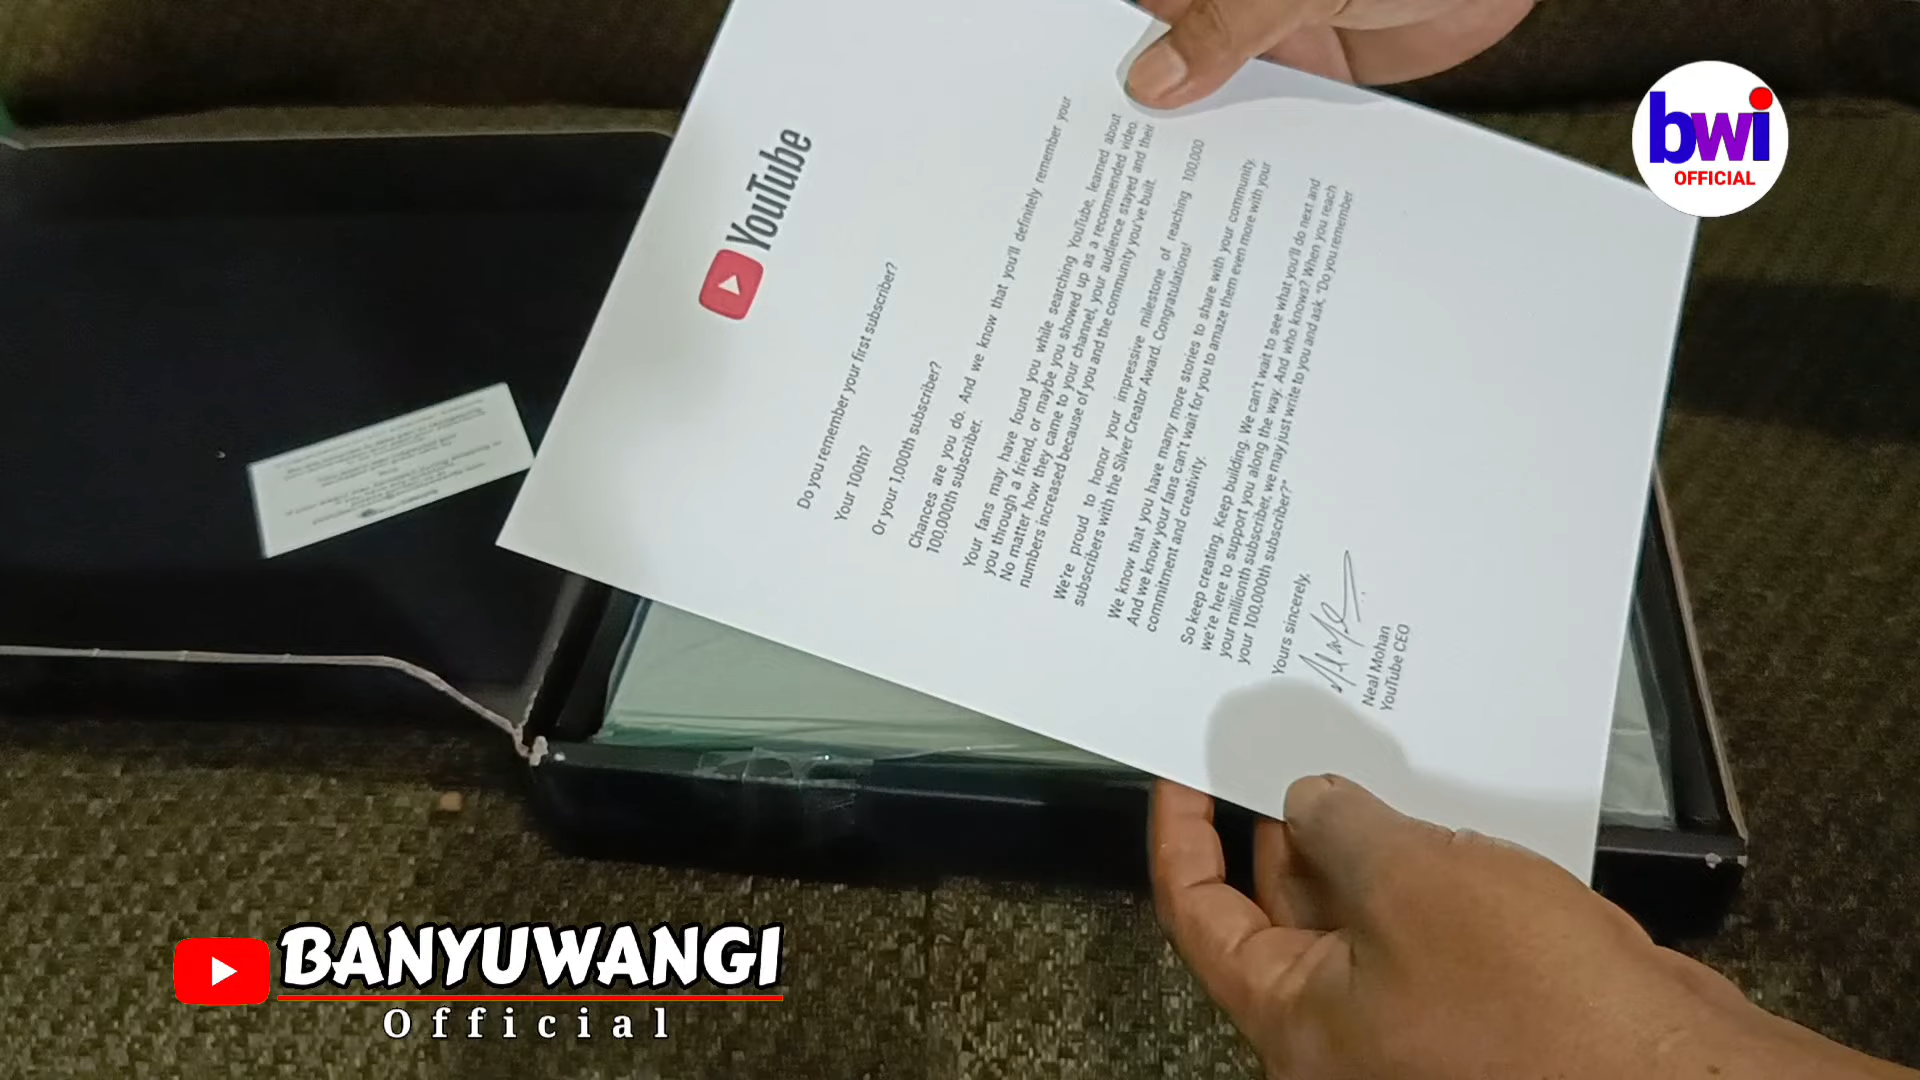 YouTube
Do you remember your first subscriber?
Your 100th?
Or your 1,000th subscriber?
Chances are you do. And we know that you'll definitely remember your
100,000th subscriber.
Your fans may have found you while searching YouTube, learned about
you through a friend, or maybe you showed up as a recommended video.
No matter how they came to your channel, your audience stayed and their
numbers increased because of you and the community you've built.
We're proud to honor your impressive milestone of reaching 100,000
subscribers with the Silver Creator Award. Congratulations!
We know that you have many more stories to share with your community.
And we know your fans can't wait for you to amaze them even more with your
commitment and creativity.
So keep creating. Keep building. We can't wait to see what you'll do next and
we're here to support you along the way. And who knows? When you reach
your millionth subscriber, we may just write to you and ask, "Do you remember
your 100,000th subscriber?"
Yours sincerely,
Neal Mohan
YouTube CEO
bwi
OFFICIAL
BANYUWANGI
Official